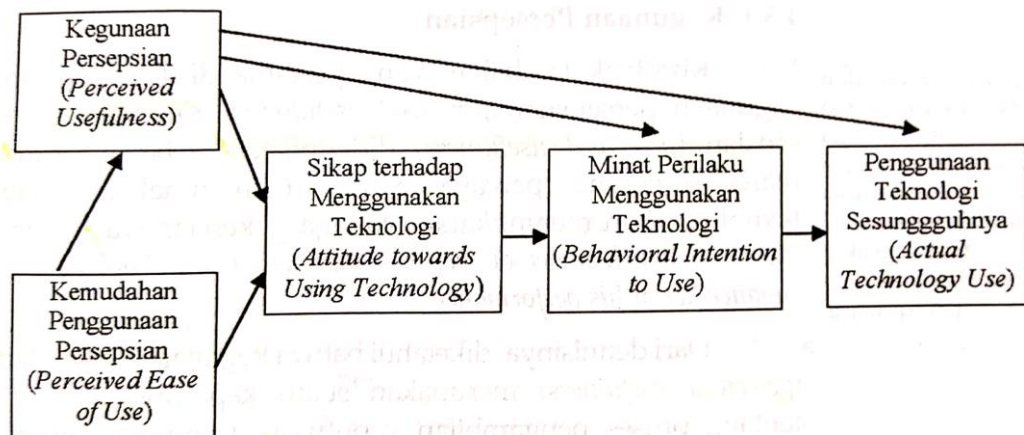 Kegunaan
Persepsian
(Perceived
Usefulness)
Kemudahan
Penggunaan
Persepsian
(Perceived Ease
of Use)
Sikap terhadap
Menggunakan
Teknologi
(Attitude towards
Using Technology)
Minat Perilaku
Menggunakan
Teknologi
(Behavioral Intention
to Use)
Penggunaan
Teknologi
Sesunggguhnya
(Actual
Technology Use)